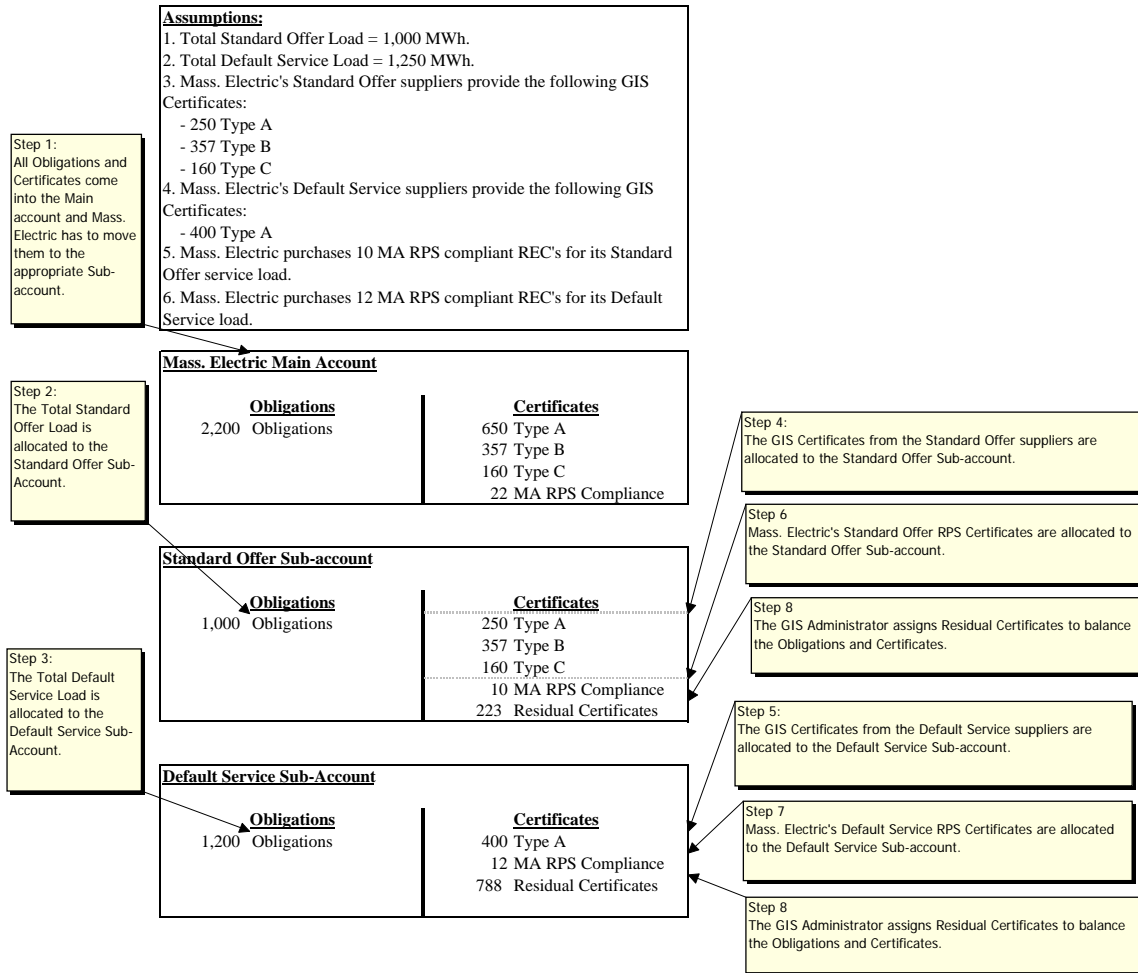 Assumptions:
1. Total Standard Offer Load = 1,000 MWh.
2. Total Default Service Load = 1,250 MWh.
3. Mass. Electric's Standard Offer suppliers provide the following GIS
Certificates:
- 250 Type A
- 357 Type B
- 160 Type C
4. Mass. Electric's Default Service suppliers provide the following GIS
Certificates:
- 400 Type A
5. Mass. Electric purchases 10 MA RPS compliant REC's for its Standard
Offer service load.
6. Mass. Electric purchases 12 MA RPS compliant REC's for its Default
Service load.
Step 1:
All Obligations and
Certificates come
into the Main
account and Mass.
Electric has to move
them to the
appropriate Sub-
account.
Mass. Electric Main Account
Obligations
2,200 Obligations
Certificates
650 Type A
357 Type B
160 Type C
22 MA RPS Compliance
Step 2:
The Total Standard
Offer Load is
allocated to the
Standard Offer Sub-
Account.
Step 4:
The GIS Certificates from the Standard Offer suppliers are
allocated to the Standard Offer Sub-account.
Step 6
Mass. Electric's Standard Offer RPS Certificates are allocated to
the Standard Offer Sub-account.
Standard Offer Sub-account
Obligations
1,000 Obligations
Certificates
250 Type A
357 Type B
160 Type C
10 MA RPS Compliance
223 Residual Certificates
Step 8
The GIS Administrator assigns Residual Certificates to balance
the Obligations and Certificates.
Step 3:
The Total Default
Service Load is
allocated to the
Default Service Sub-
Account.
Step 5:
The GIS Certificates from the Default Service suppliers are
allocated to the Default Service Sub-account.
Default Service Sub-Account
Obligations
1,200 Obligations
Certificates
400 Type A
12 MA RPS Compliance
788 Residual Certificates
Step 7
Mass. Electric's Default Service RPS Certificates are allocated
to the Default Service Sub-account.
Step 8
The GIS Administrator assigns Residual Certificates to balance
the Obligations and Certificates.